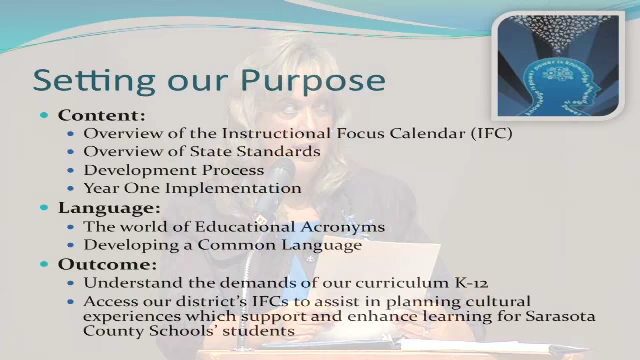 Setting our Purpose
Content:
Overview of the Instructional Focus Calendar (IFC)
Overview of State Standards
Development Process
Year One Implementation
Language:
The world of Educational Acronyms
Developing a Common Language
Outcome:
Understand the demands of our curriculum K-12
Access our district's IFCs to assist in planning cultural
experiences which support and enhance learning for Sarasota
County Schools' students